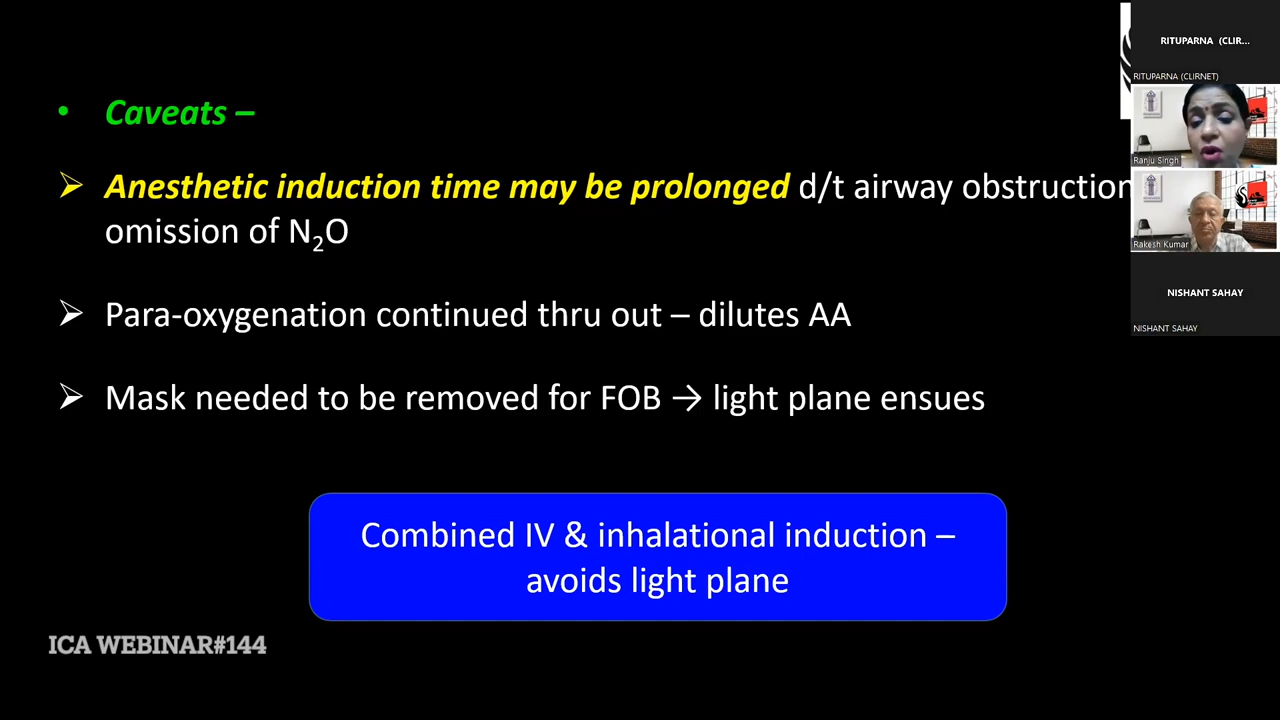 • Caveats –
➢ Anesthetic induction time may be prolonged d/t airway obstruction
omission of N₂O
➢ Para-oxygenation continued thru out – dilutes AA
➢ Mask needed to be removed for FOB → light plane ensues
Combined IV & inhalational induction –
avoids light plane
ICA WEBINAR#144
RITUPARNA (CLIR...
RITUPARNA (CLIRNET)
Ranju Singh
Rakesh Kumar
NISHANT SAHAY
NISHANT SAHAY